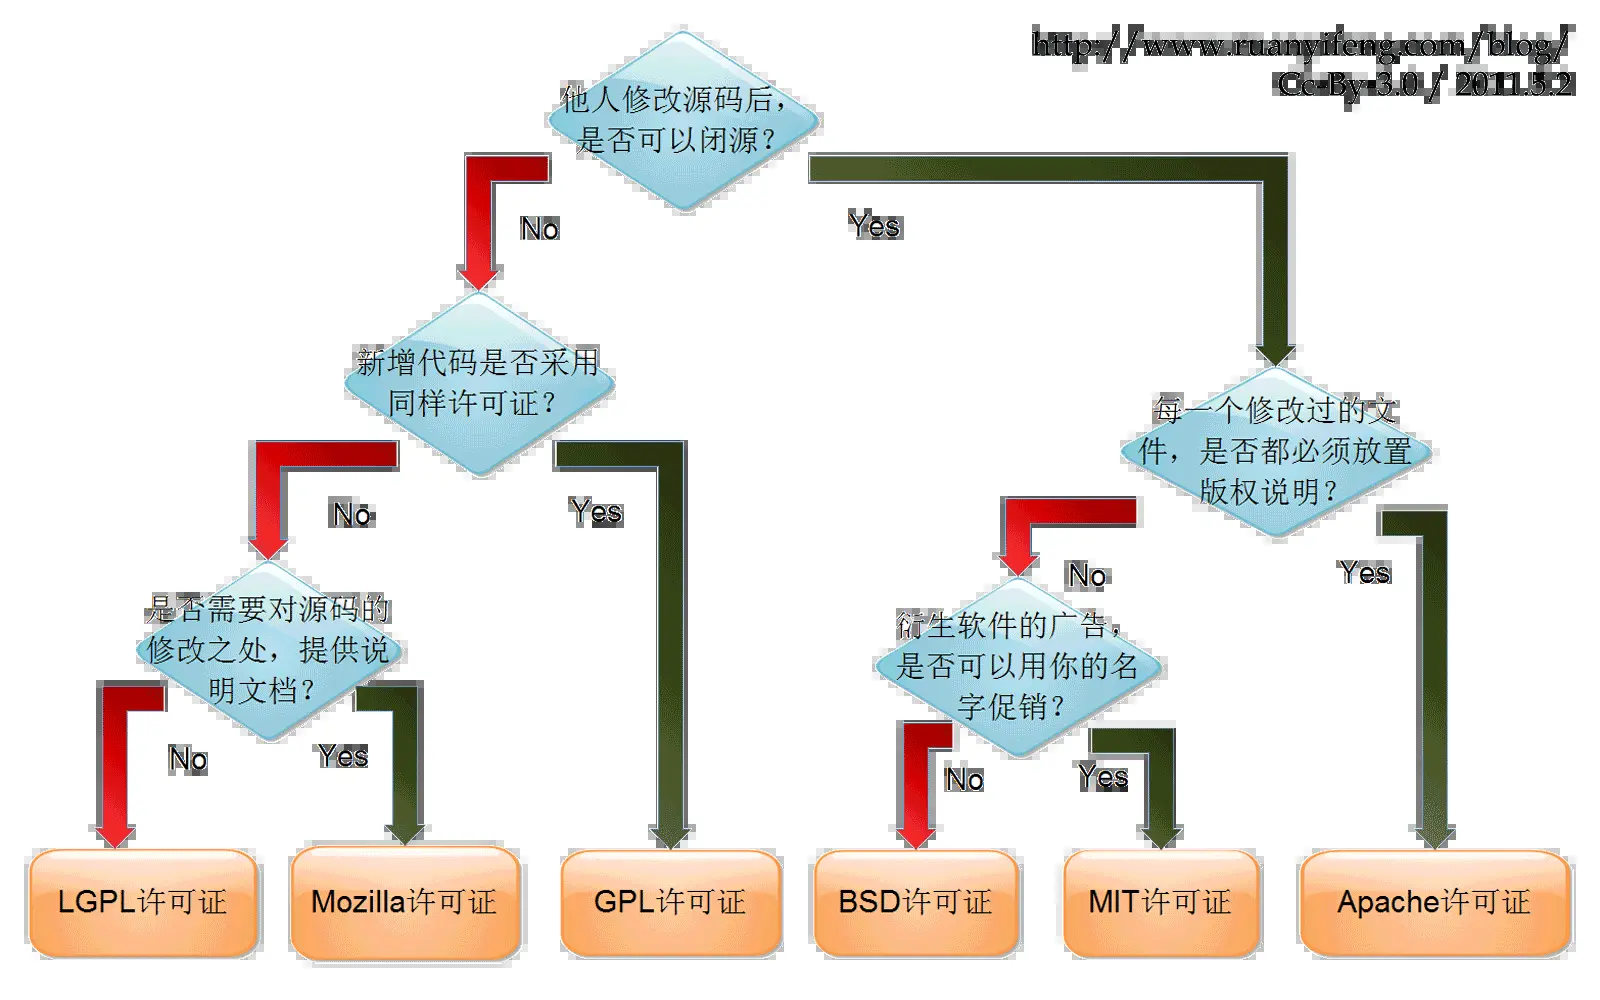 http://www.ruanyifeng.com/blog/
Cc-By-3.0 / 2011.5.2
他人修改源码后，
是否可以闭源？
No
Yes
新增代码是否采用
同样许可证？
No
Yes
每一个修改过的文
件，是否都必须放置
版权说明？
No
Yes
是否需要对源码的
修改之处，提供说
明文档？
No
Yes
衍生软件的广告，
是否可以用你的名
字促销？
No
Yes
LGPL许可证
Mozilla许可证
GPL许可证
BSD许可证
MIT许可证
Apache许可证